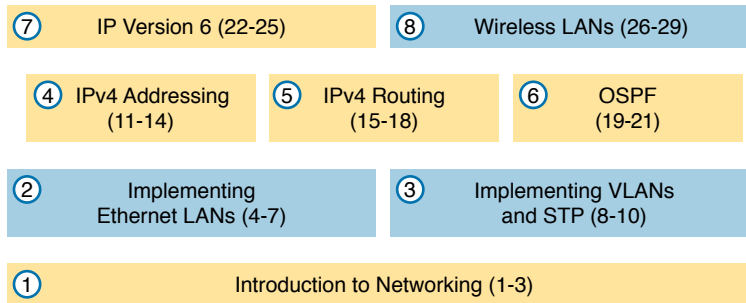 7 IP Version 6 (22-25)
8 Wireless LANs (26-29)
4 IPv4 Addressing
(11-14)
5 IPv4 Routing
(15-18)
6 OSPF
(19-21)
2 Implementing
Ethernet LANs (4-7)
3 Implementing VLANs
and STP (8-10)
1 Introduction to Networking (1-3)